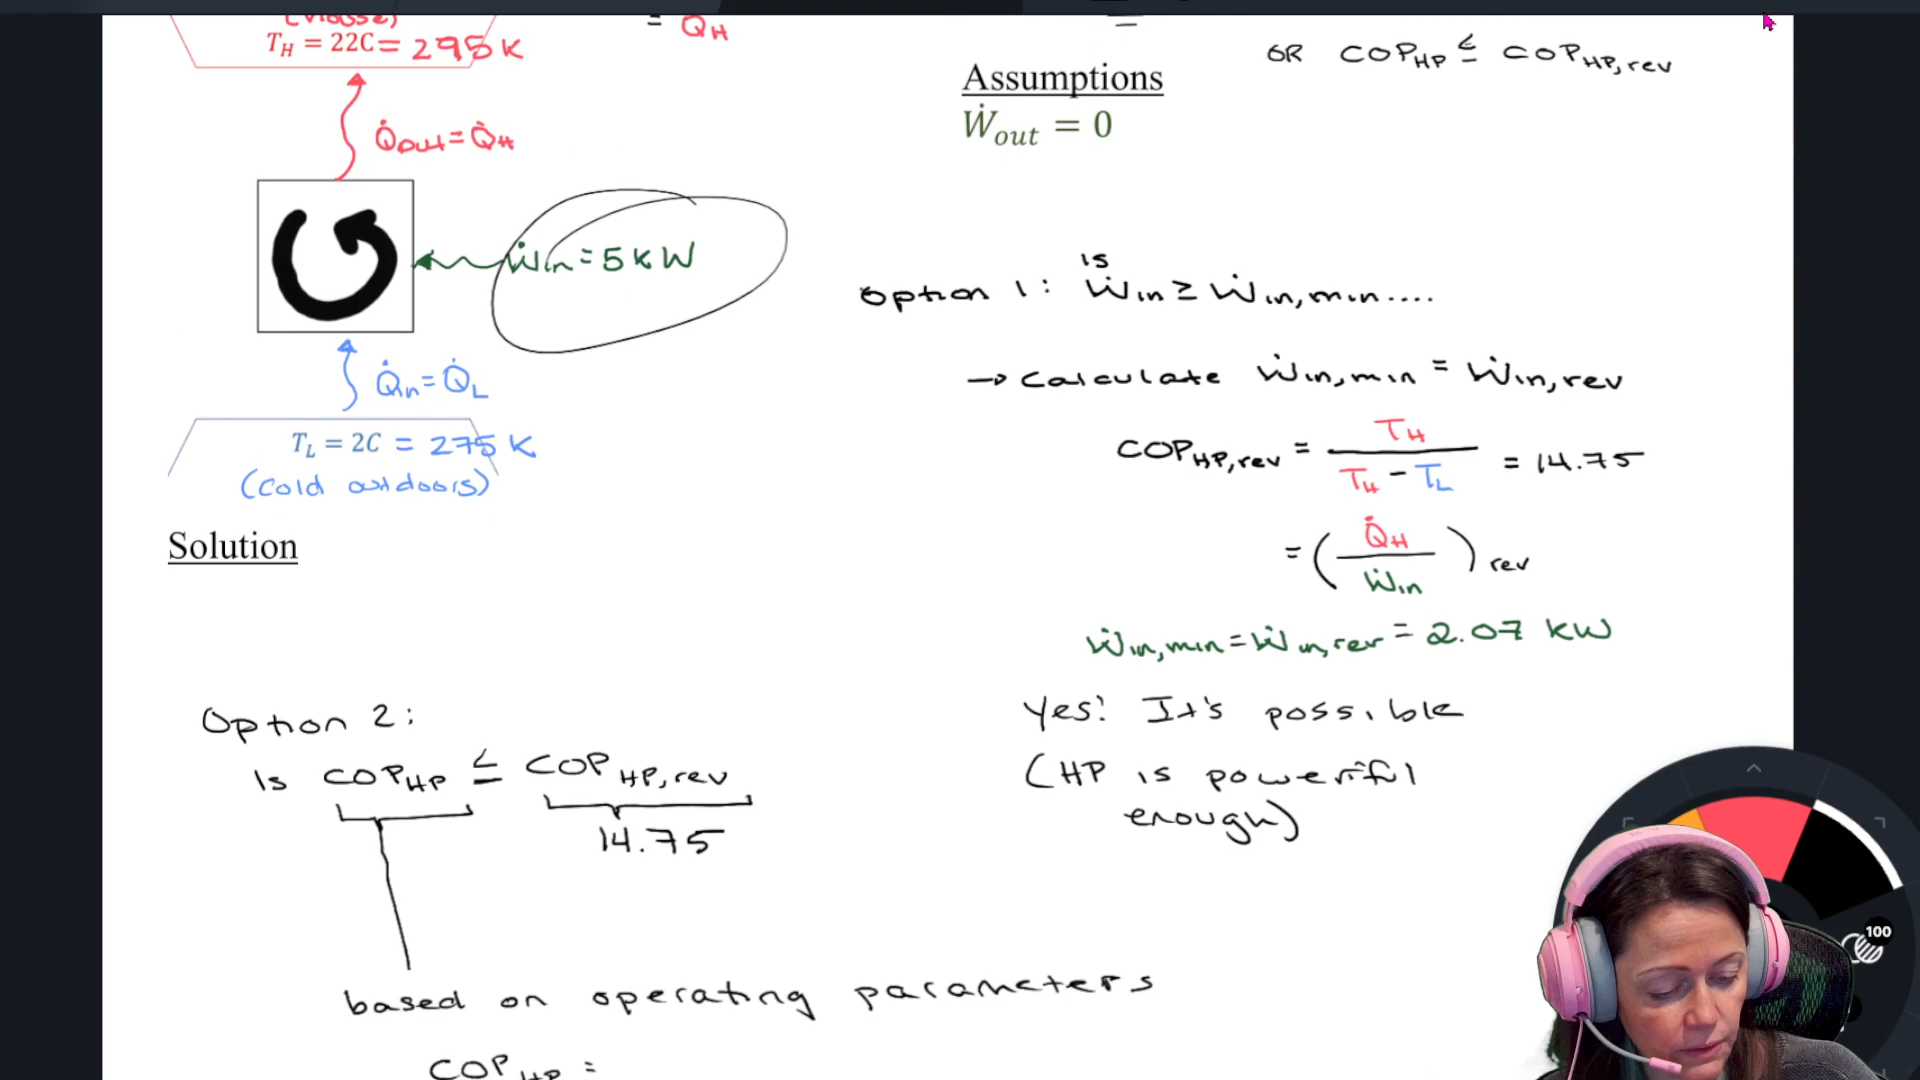 T_H = 22C = 295 K
= Q_H
OR COP_HP ≤ COP_HP,rev
Assumptions
Ẇ_out = 0
Q̇_out = Q̇_H
Ẇ_in = 5 kW
Q̇_in = Q̇_L
T_L = 2C = 275 K
(cold outdoors)
Solution
Option 1: is Ẇ_in ≥ Ẇ_in,min....
→ calculate Ẇ_in,min = Ẇ_in,rev
COP_HP,rev = T_H / (T_H - T_L) = 14.75
= (Q̇_H / Ẇ_in)_rev
Ẇ_in,min = Ẇ_in,rev = 2.07 kW
Yes! It's possible
(HP is powerful
enough)
Option 2:
Is COP_HP ≤ COP_HP,rev
14.75
based on operating parameters
COP_HP =
100